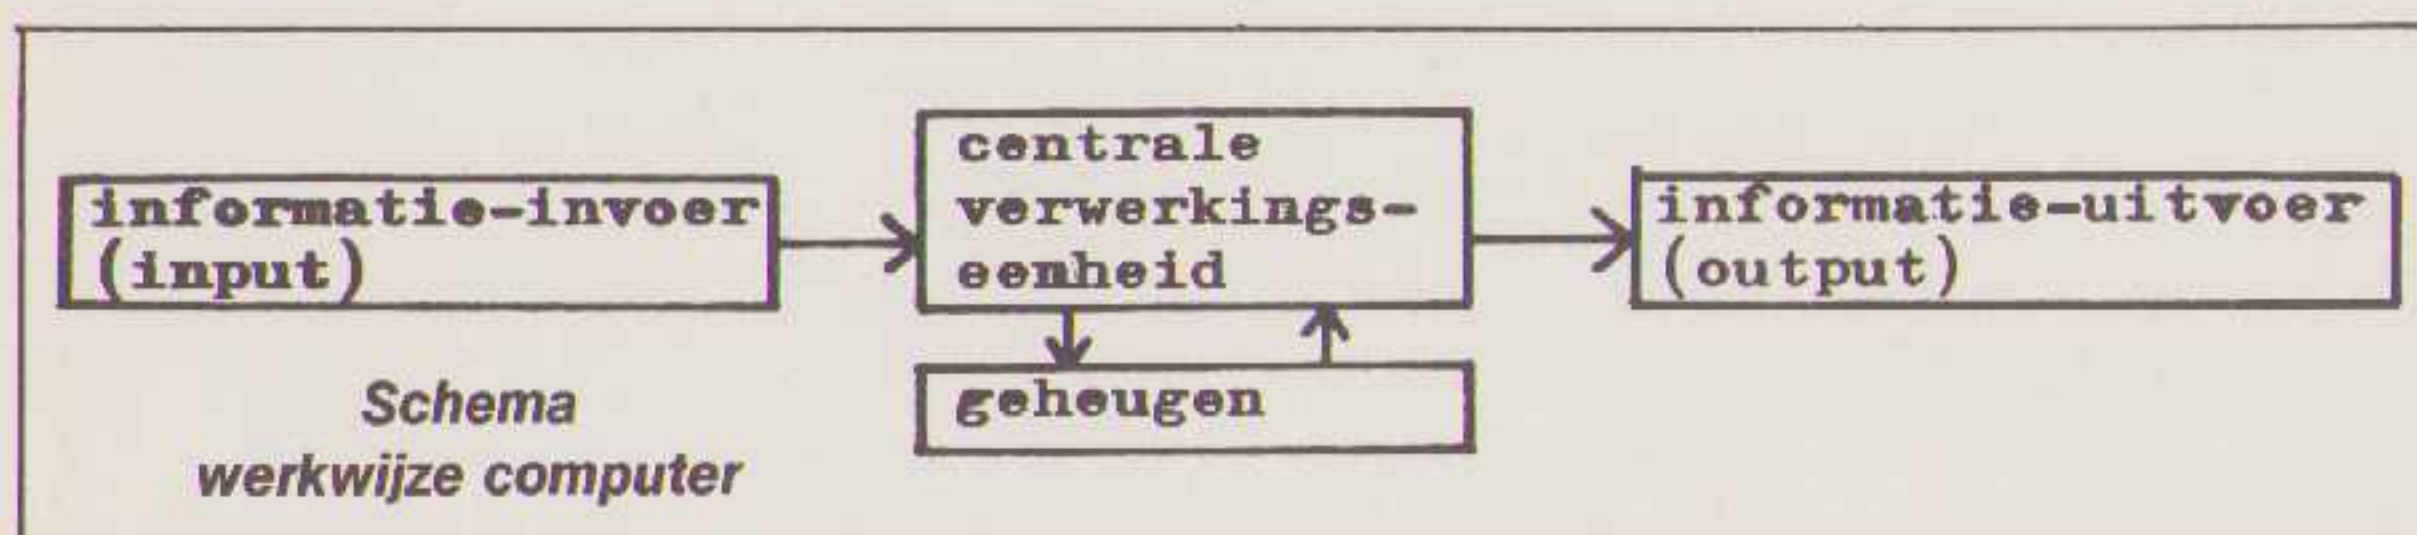 informatie-invoer
(input)
centrale
verwerkings-
eenheid
informatie-uitvoer
(output)
geheugen
Schema
werkwijze computer